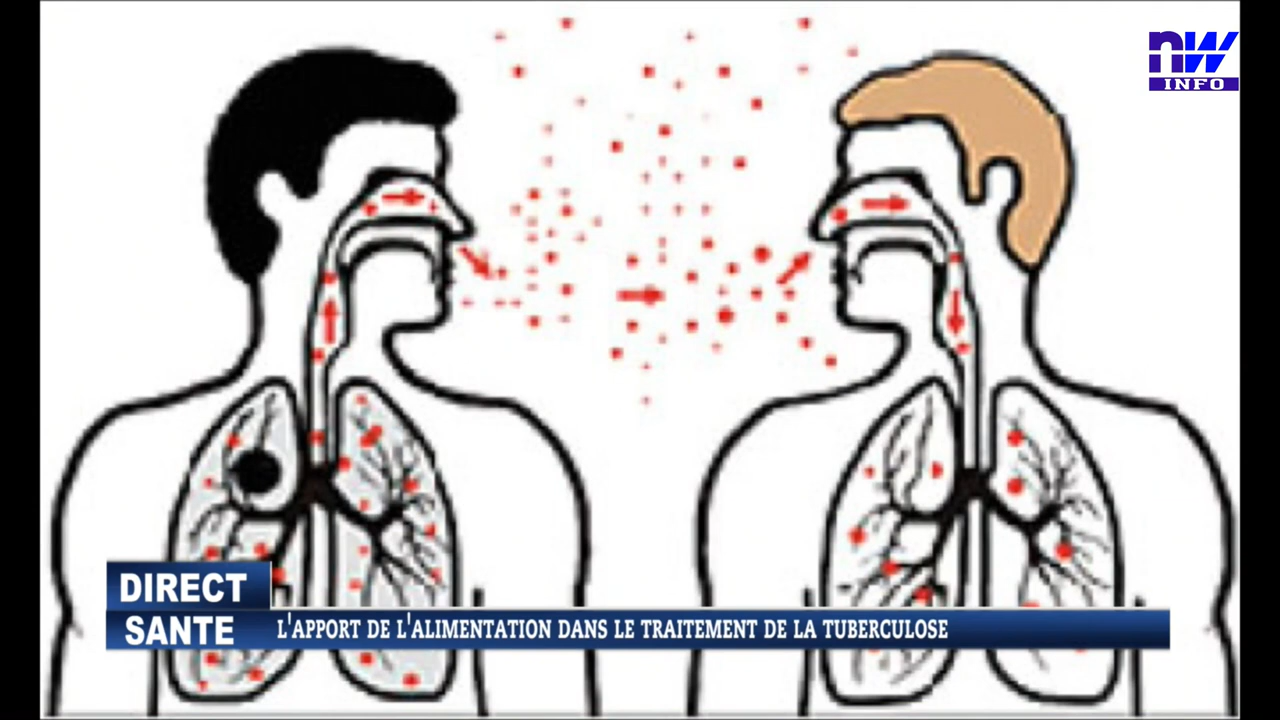 nw
INFO
DIRECT
SANTE
L'APPORT DE L'ALIMENTATION DANS LE TRAITEMENT DE LA TUBERCULOSE